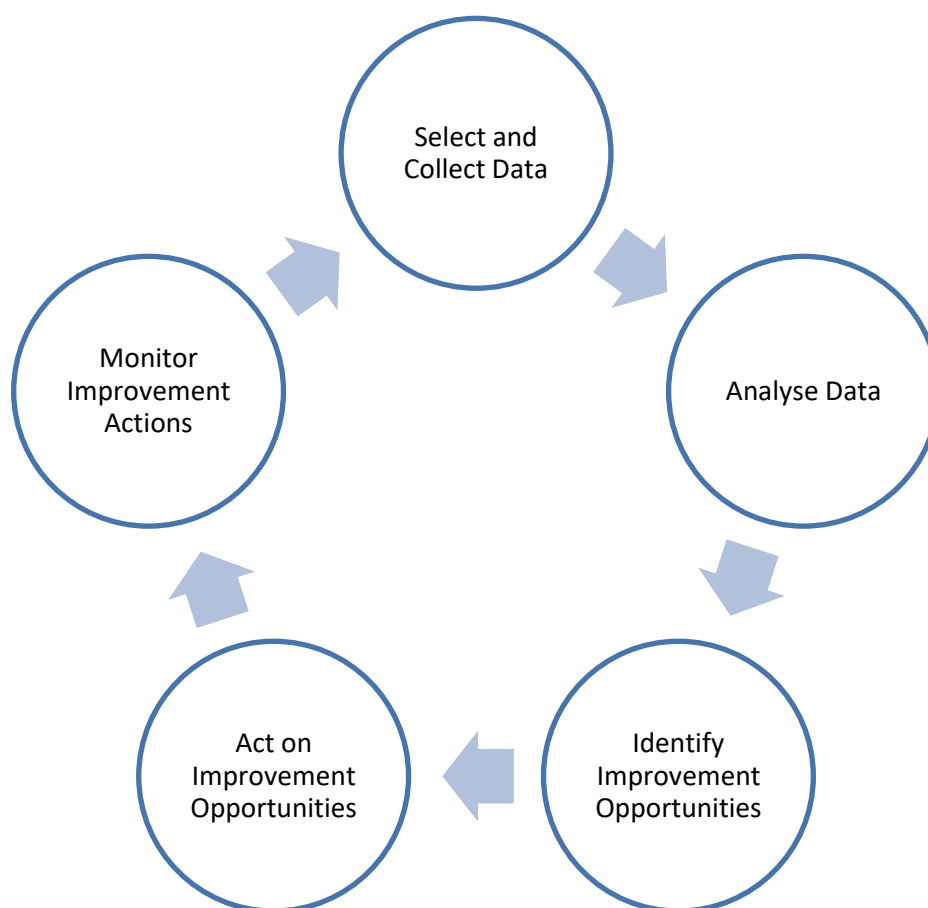 Select and
Collect Data
Analyse Data
Identify
Improvement
Opportunities
Act on
Improvement
Opportunities
Monitor
Improvement
Actions